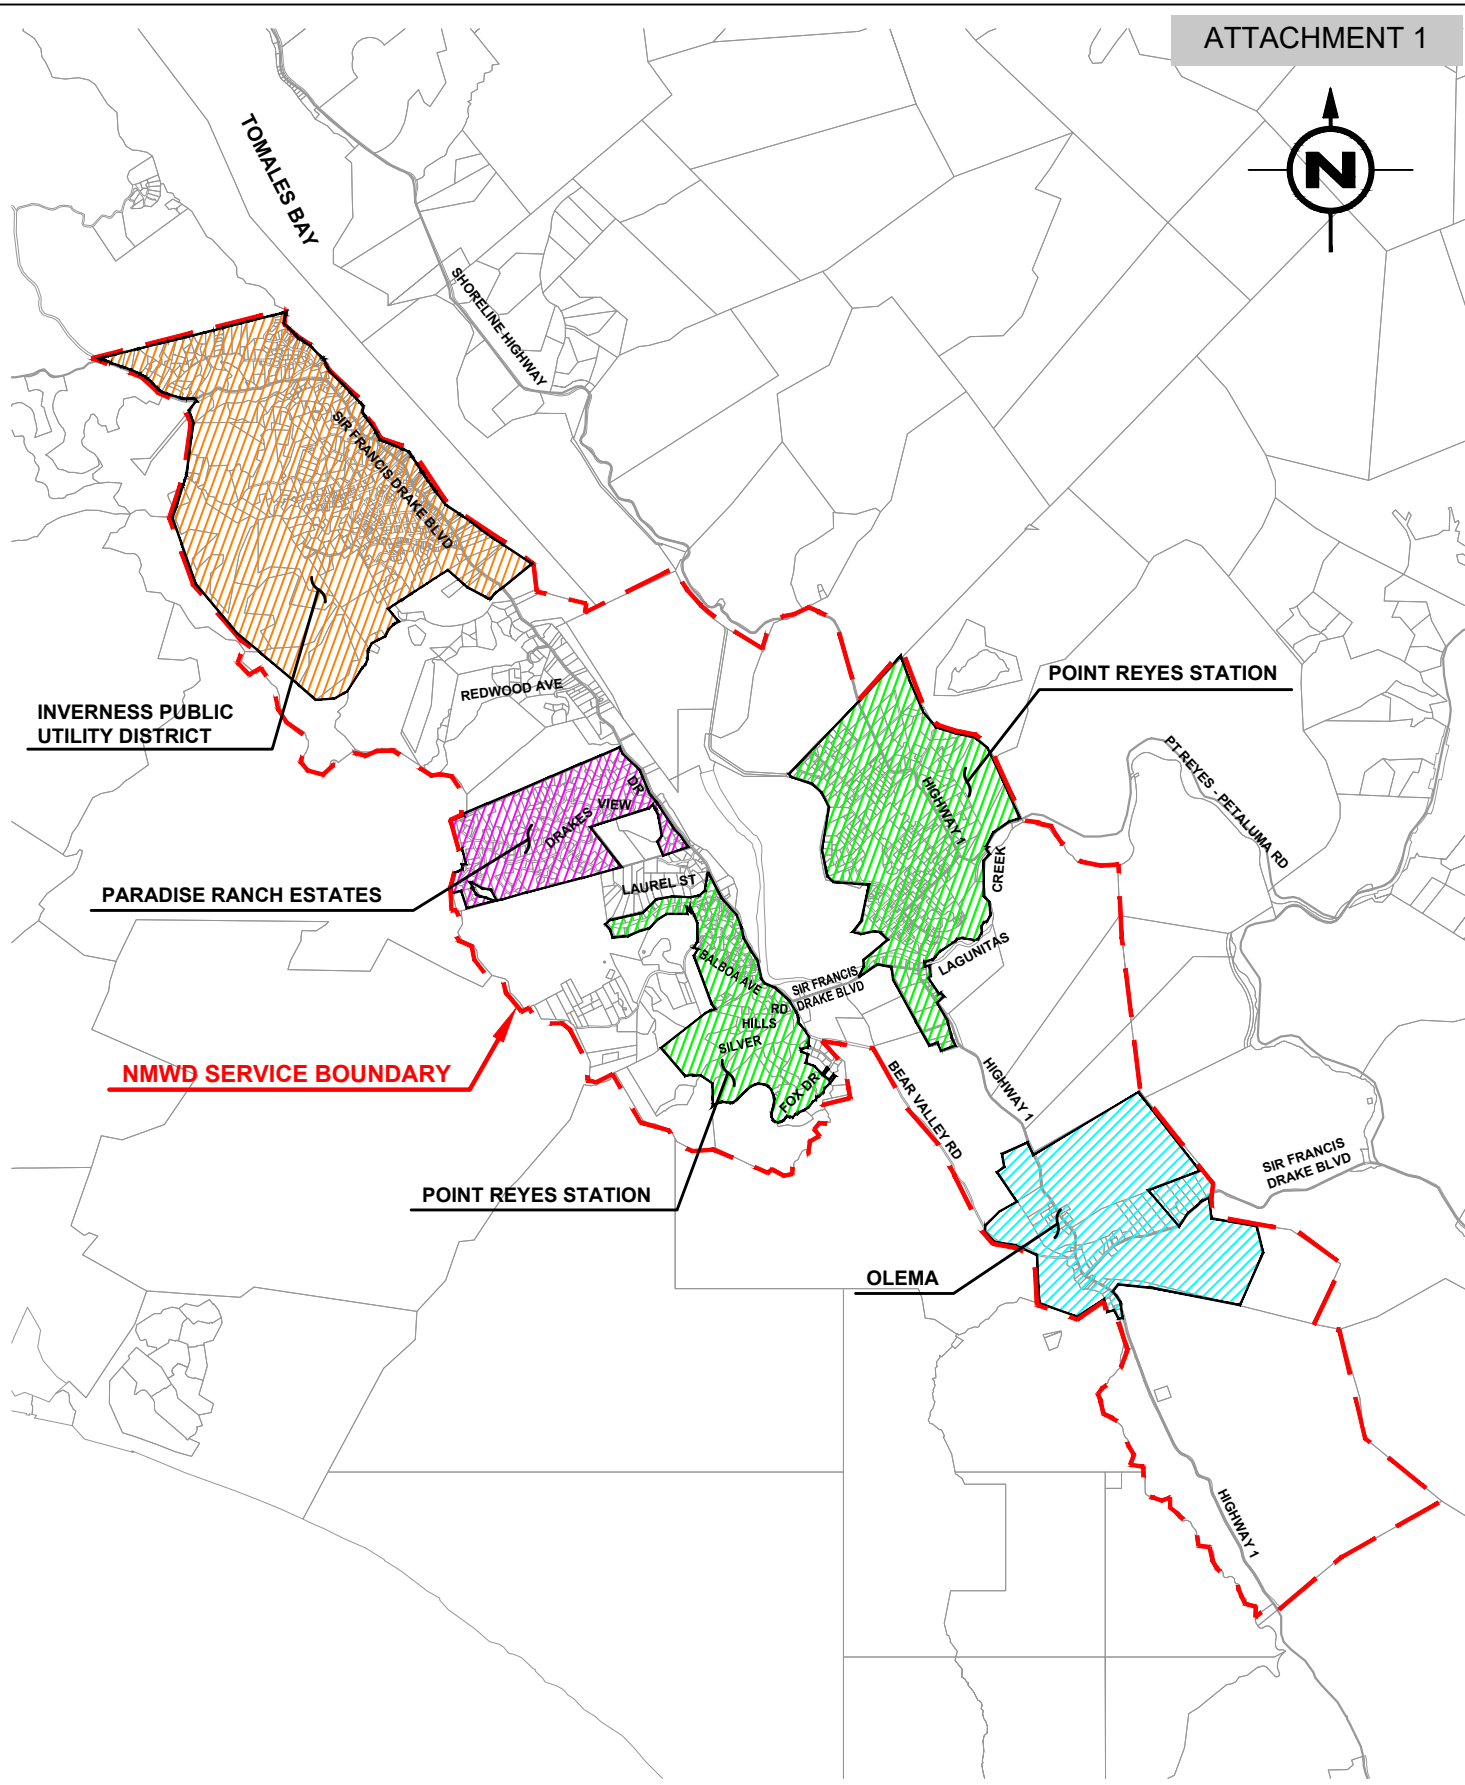 ATTACHMENT 1
N
TOMALES BAY
SHORELINE HIGHWAY
SIR FRANCIS DRAKE BLVD
REDWOOD AVE
INVERNESS PUBLIC
UTILITY DISTRICT
POINT REYES STATION
PT.REYES - PETALUMA RD
HIGHWAY 1
CREEK
LAGUNITAS
DRAKES
VIEW
DR
PARADISE RANCH ESTATES
LAUREL ST
BALBOA AVE
SIR FRANCIS
DRAKE BLVD
RD
HILLS
SILVER
FOX DR
NMWD SERVICE BOUNDARY
BEAR VALLEY RD
HIGHWAY 1
SIR FRANCIS
DRAKE BLVD
POINT REYES STATION
OLEMA
HIGHWAY 1